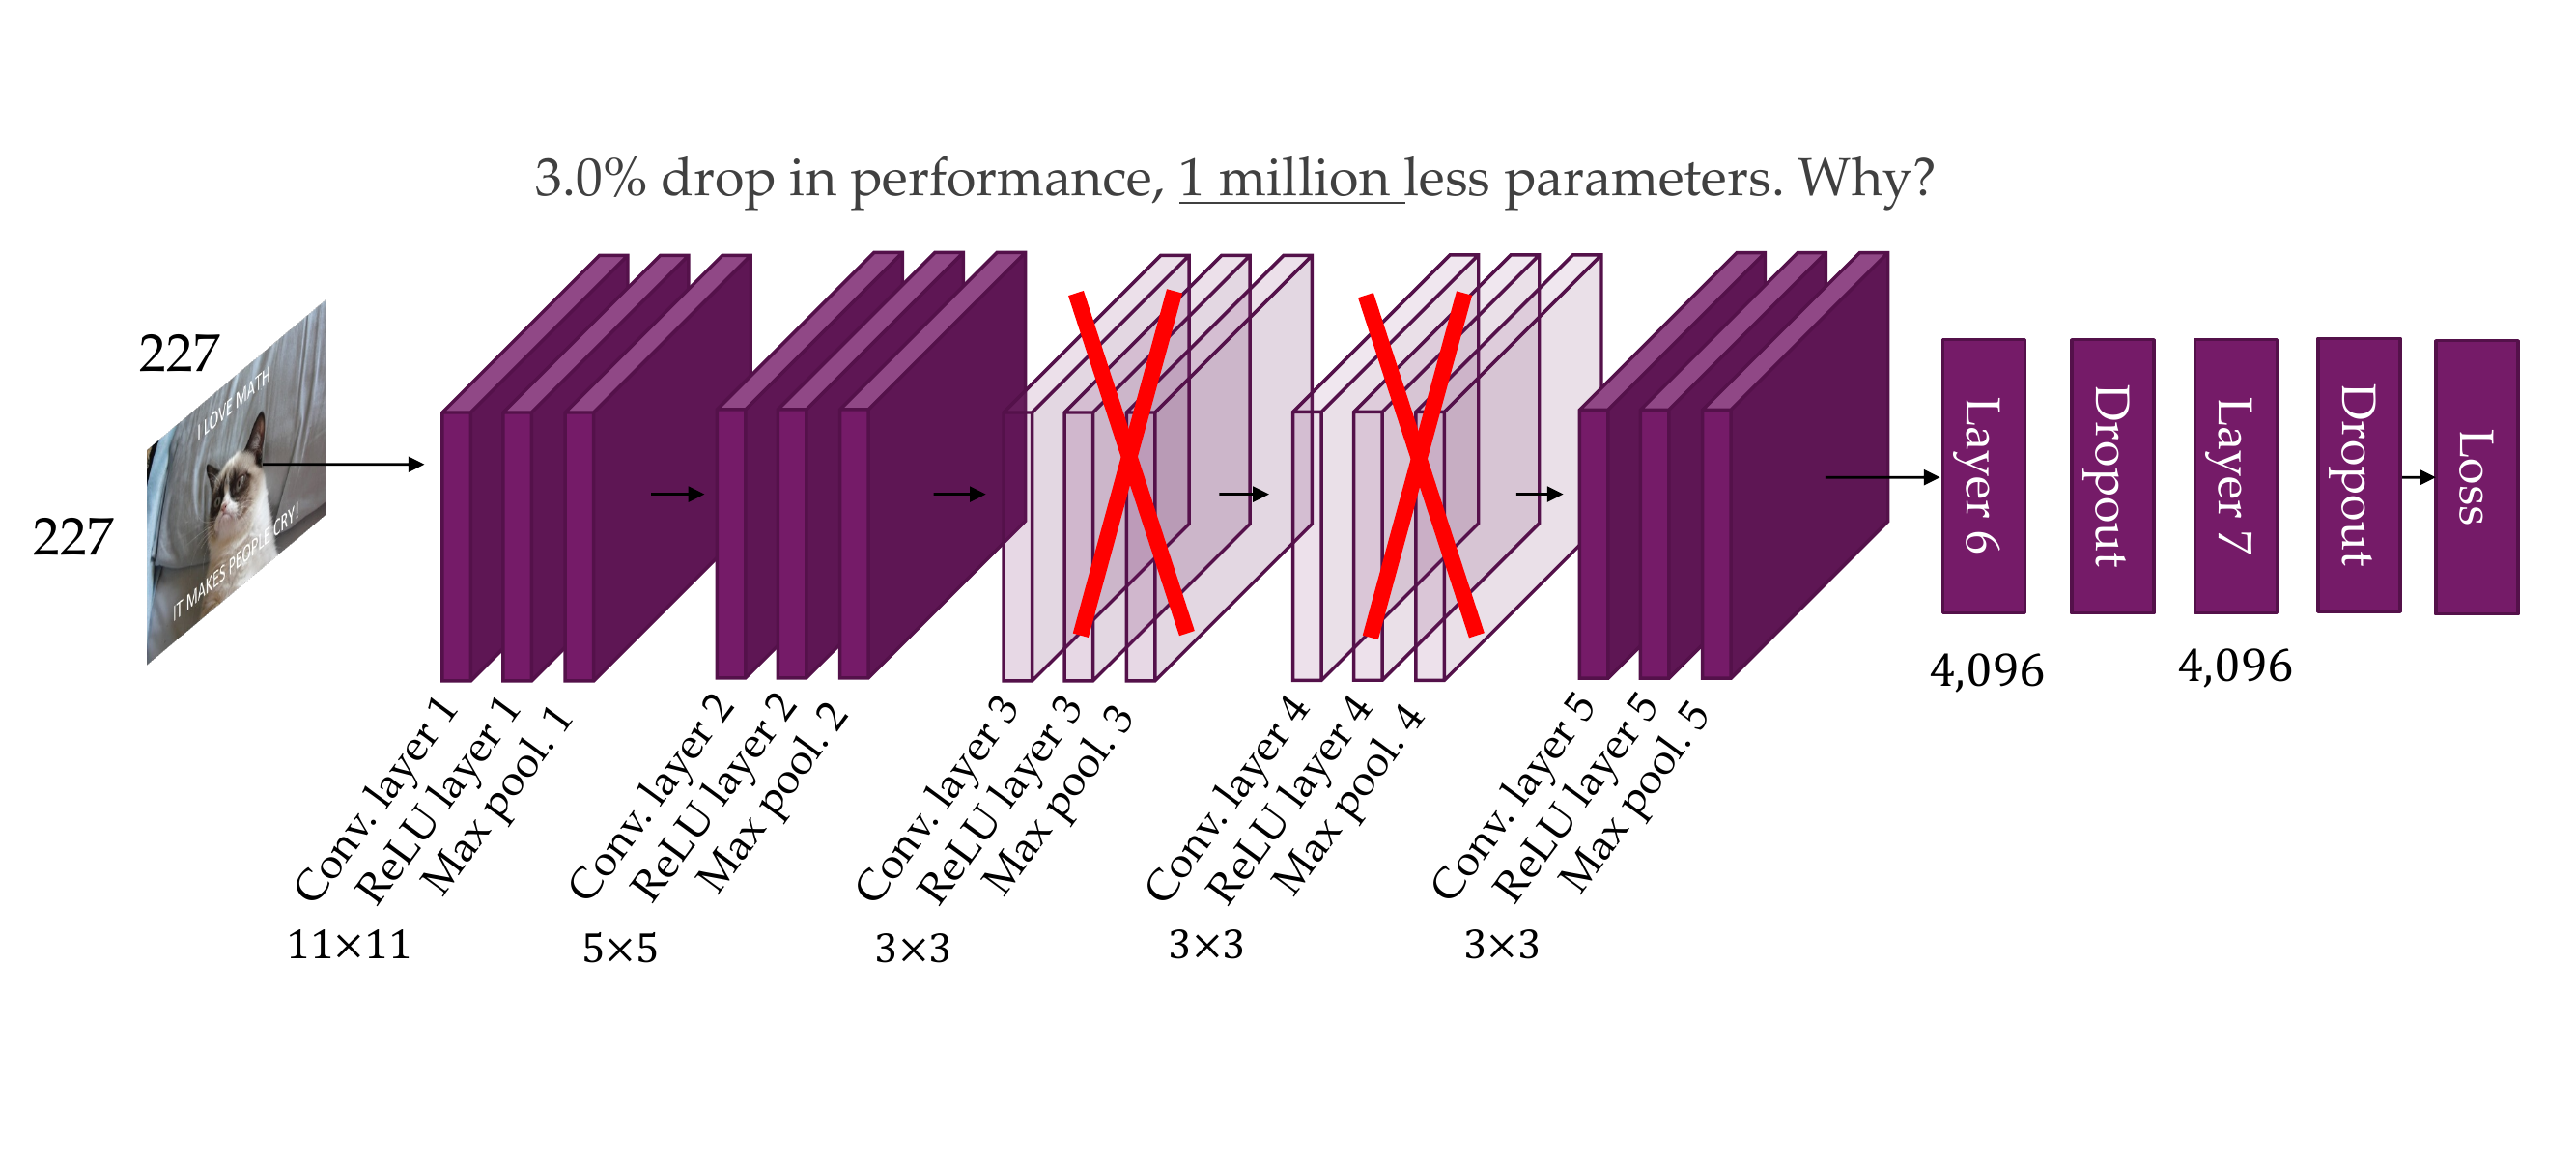 3.0% drop in performance, 1 million less parameters. Why?
227
227
I LOVE MATH
IT MAKES PEOPLE CRY!
Conv. layer 1
ReLU layer 1
Max pool. 1
11×11
Conv. layer 2
ReLU layer 2
Max pool. 2
5×5
Conv. layer 3
ReLU layer 3
Max pool. 3
3×3
Conv. layer 4
ReLU layer 4
Max pool. 4
3×3
Conv. layer 5
ReLU layer 5
Max pool. 5
3×3
Layer 6
4,096
Dropout
Layer 7
4,096
Dropout
Loss